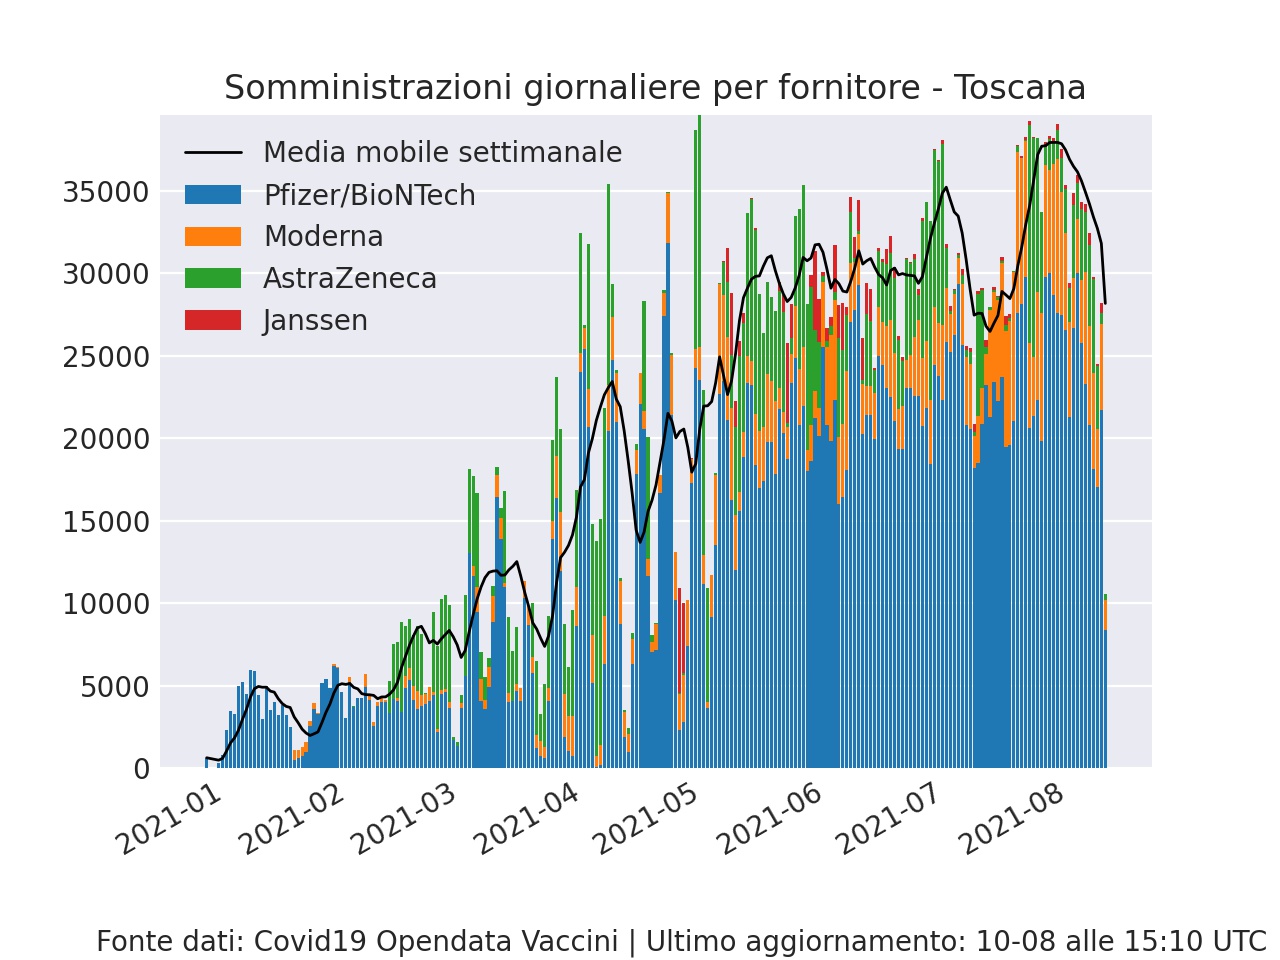 Somministrazioni giornaliere per fornitore - Toscana
Media mobile settimanale
Pfizer/BioNTech
Moderna
AstraZeneca
Janssen
35000
30000
25000
20000
15000
10000
5000
0
2021-01
2021-02
2021-03
2021-04
2021-05
2021-06
2021-07
2021-08
Fonte dati: Covid19 Opendata Vaccini | Ultimo aggiornamento: 10-08 alle 15:10 UTC